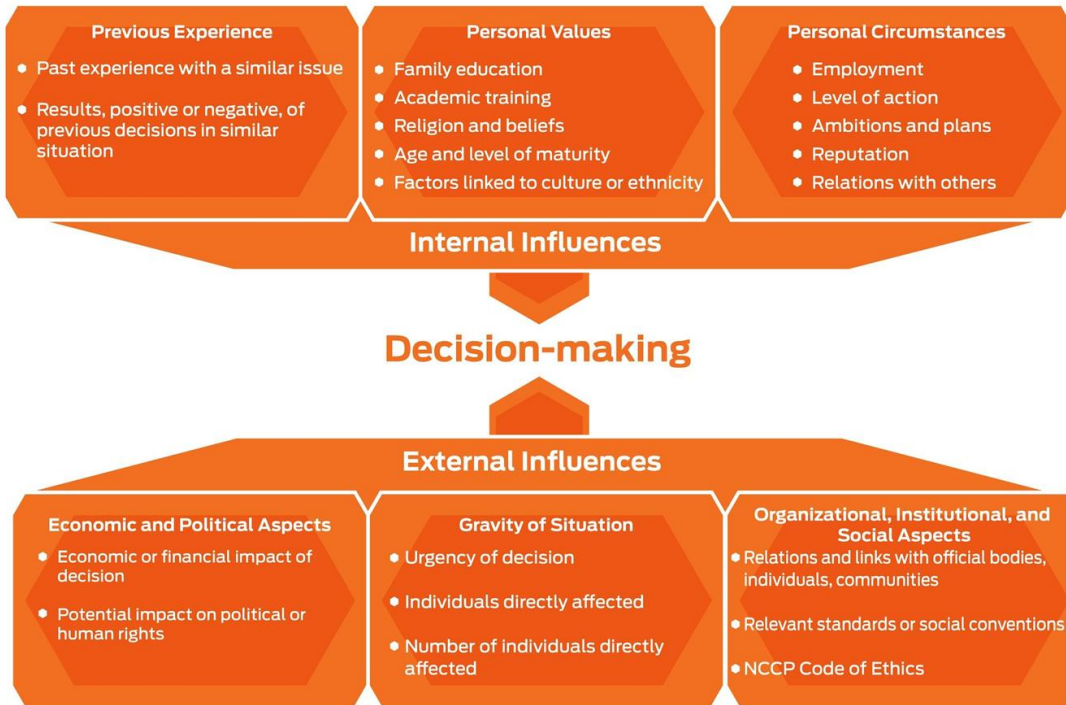 Previous Experience
Past experience with a similar issue
Results, positive or negative, of
previous decisions in similar
situation
Personal Values
Family education
Academic training
Religion and beliefs
Age and level of maturity
Factors linked to culture or ethnicity
Personal Circumstances
Employment
Level of action
Ambitions and plans
Reputation
Relations with others
Internal Influences
Decision-making
External Influences
Economic and Political Aspects
Economic or financial impact of
decision
Potential impact on political or
human rights
Gravity of Situation
Urgency of decision
Individuals directly affected
Number of individuals directly
affected
Organizational, Institutional, and
Social Aspects
Relations and links with official bodies,
individuals, communities
Relevant standards or social conventions
NCCP Code of Ethics